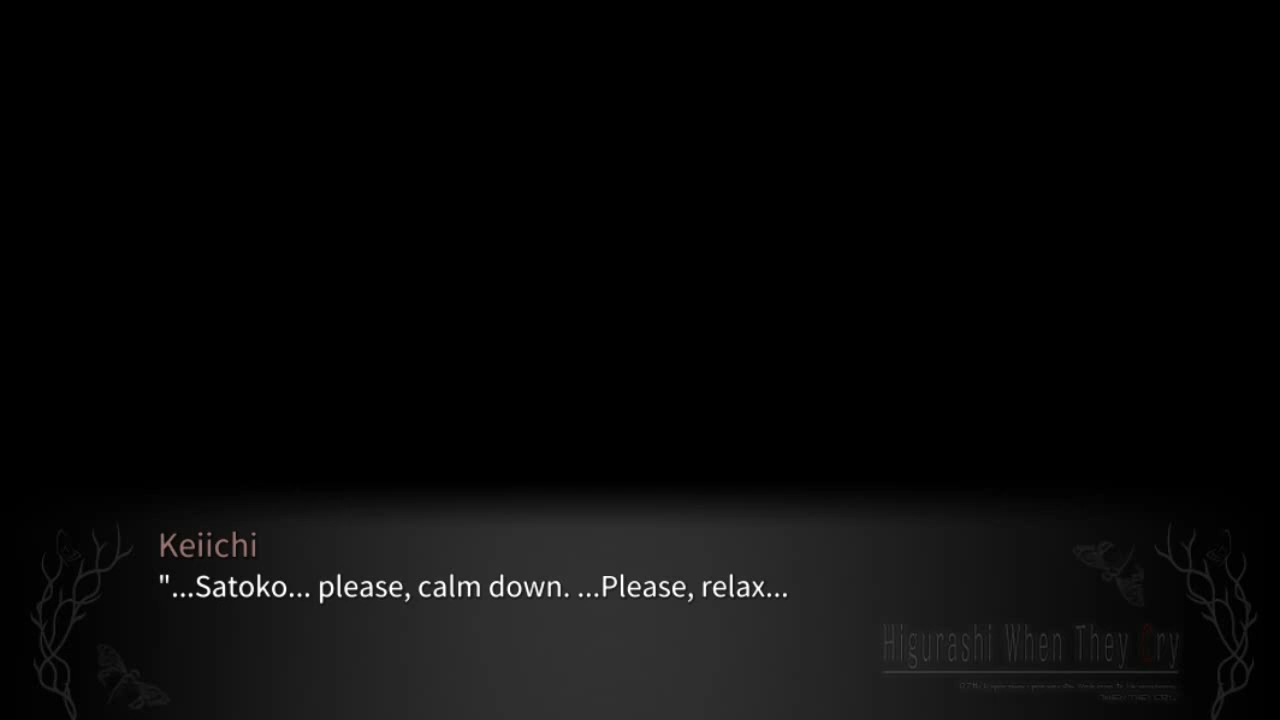 Keiichi
"...Satoko... please, calm down. ...Please, relax...
Higurashi When They Cry